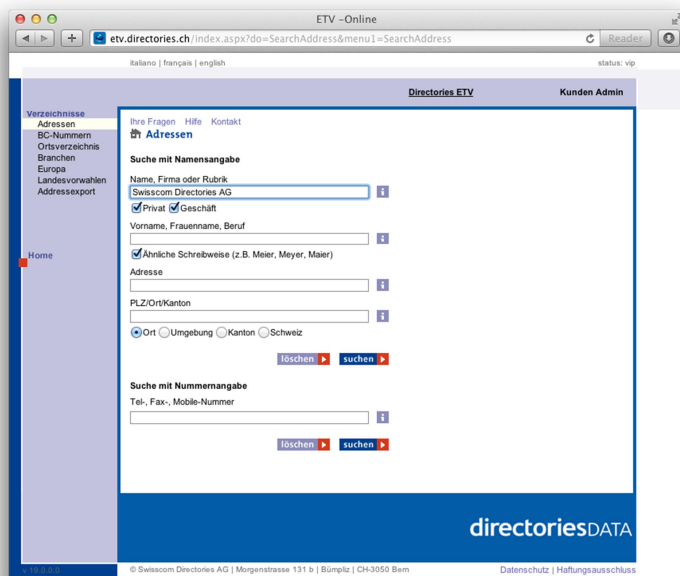 ETV –Online
etv.directories.ch/index.aspx?do=SearchAddress&menu1=SearchAddress
Reader
italiano | français | english
status: vip
Directories ETV
Kunden Admin
Verzeichnisse
Adressen
BC-Nummern
Ortsverzeichnis
Branchen
Europa
Landesvorwahlen
Addressexport
Home
Ihre Fragen Hilfe Kontakt
Adressen
Suche mit Namensangabe
Name, Firma oder Rubrik
Swisscom Directories AG
Privat Geschäft
Vorname, Frauenname, Beruf
Ähnliche Schreibweise (z.B. Meier, Meyer, Maier)
Adresse
PLZ/Ort/Kanton
Ort Umgebung Kanton Schweiz
löschen suchen
Suche mit Nummernangabe
Tel-, Fax-, Mobile-Nummer
löschen suchen
directoriesDATA
v 19.0.0.0
© Swisscom Directories AG | Morgenstrasse 131 b | Bümpliz | CH-3050 Bern
Datenschutz | Haftungsausschluss